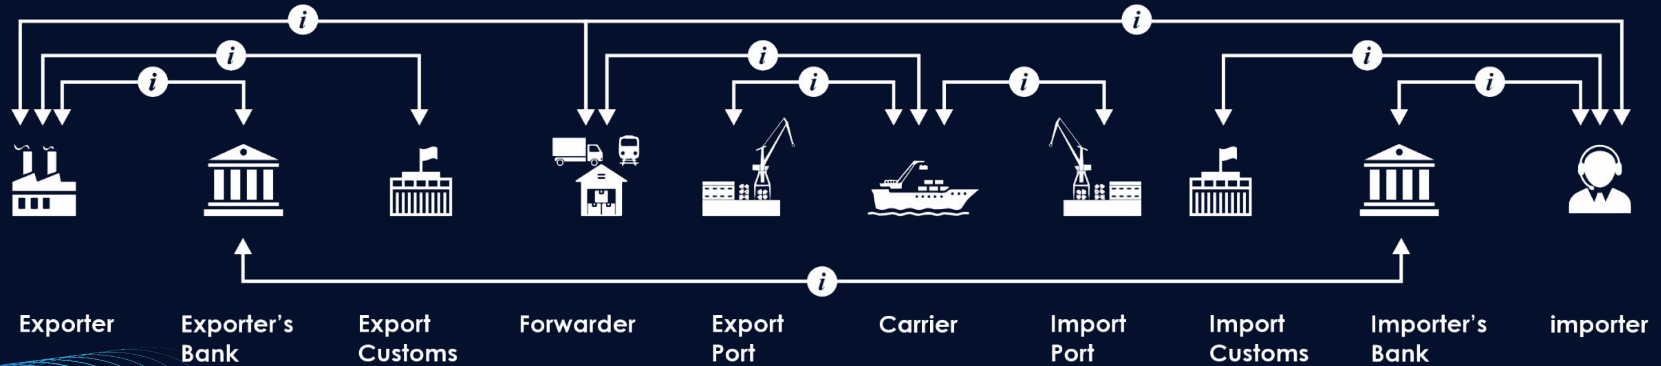 i
i
i
i
i
i
i
i
i
i
Exporter
Exporter's
Bank
Export
Customs
Forwarder
Export
Port
Carrier
Import
Port
Import
Customs
Importer's
Bank
importer